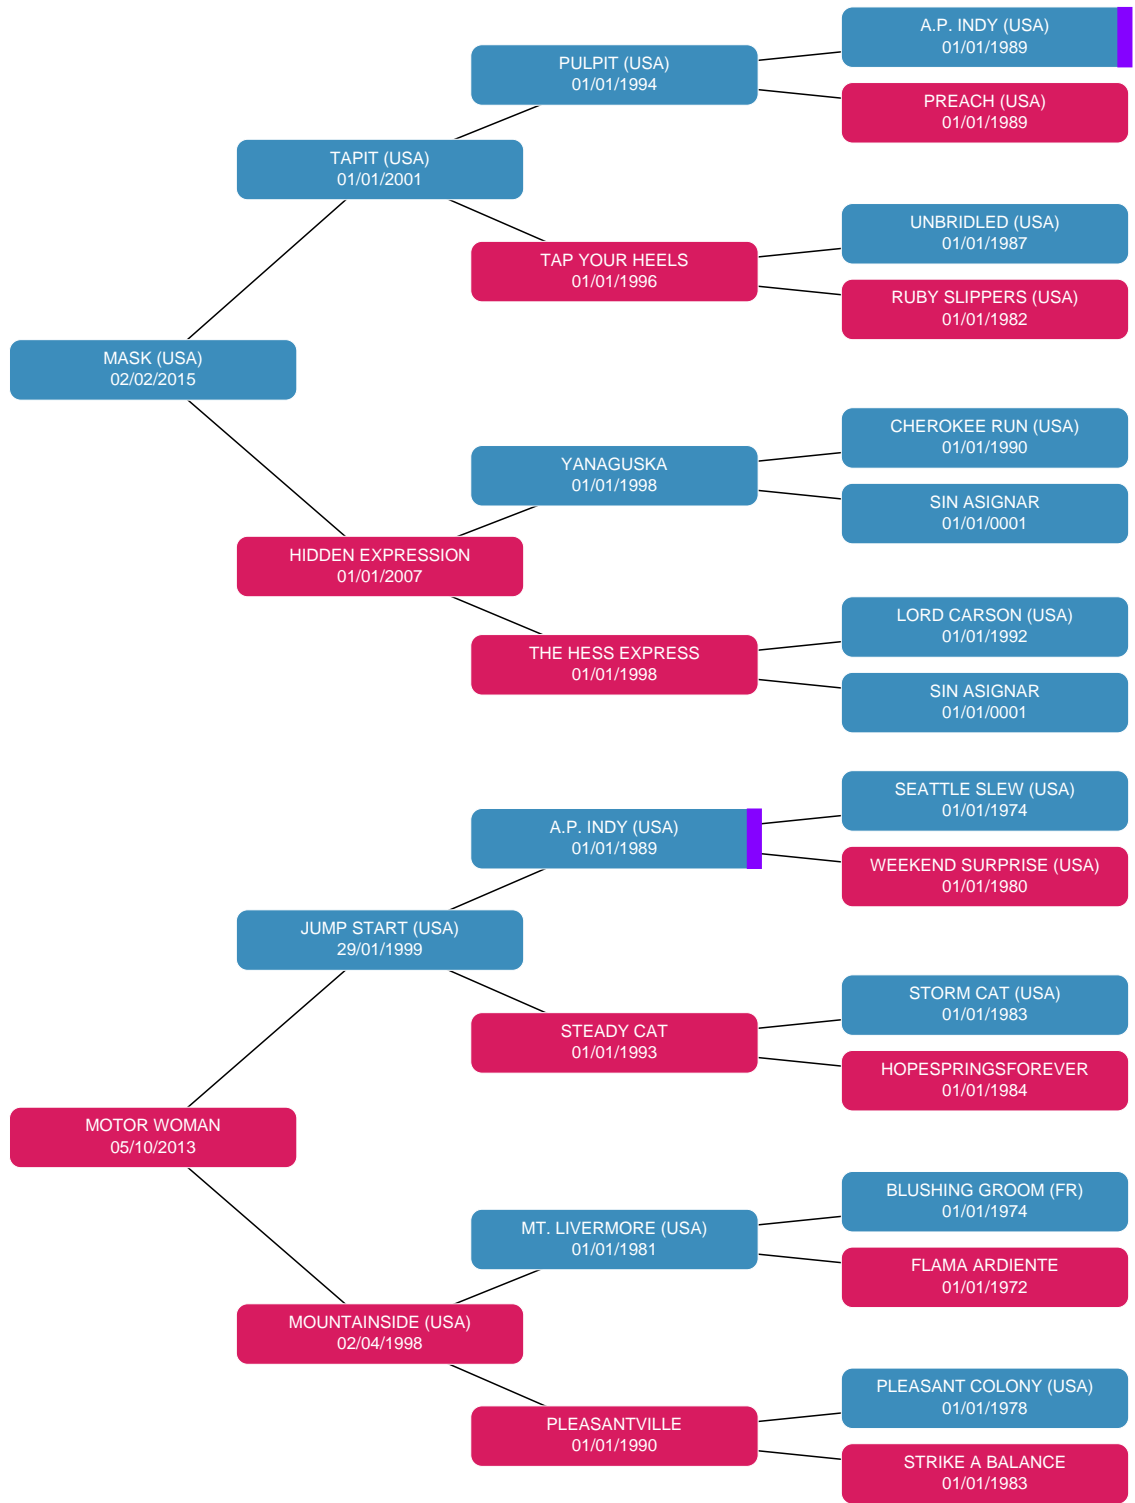 A.P. INDY (USA)
01/01/1989
PULPIT (USA)
01/01/1994
PREACH (USA)
01/01/1989
TAPIT (USA)
01/01/2001
UNBRIDLED (USA)
01/01/1987
TAP YOUR HEELS
01/01/1996
RUBY SLIPPERS (USA)
01/01/1982
MASK (USA)
02/02/2015
CHEROKEE RUN (USA)
01/01/1990
YANAGUSKA
01/01/1998
SIN ASIGNAR
01/01/0001
HIDDEN EXPRESSION
01/01/2007
LORD CARSON (USA)
01/01/1992
THE HESS EXPRESS
01/01/1998
SIN ASIGNAR
01/01/0001
SEATTLE SLEW (USA)
01/01/1974
A.P. INDY (USA)
01/01/1989
WEEKEND SURPRISE (USA)
01/01/1980
JUMP START (USA)
29/01/1999
STORM CAT (USA)
01/01/1983
STEADY CAT
01/01/1993
HOPESPRINGSFOREVER
01/01/1984
MOTOR WOMAN
05/10/2013
BLUSHING GROOM (FR)
01/01/1974
MT. LIVERMORE (USA)
01/01/1981
FLAMA ARDIENTE
01/01/1972
MOUNTAINSIDE (USA)
02/04/1998
PLEASANT COLONY (USA)
01/01/1978
PLEASANTVILLE
01/01/1990
STRIKE A BALANCE
01/01/1983